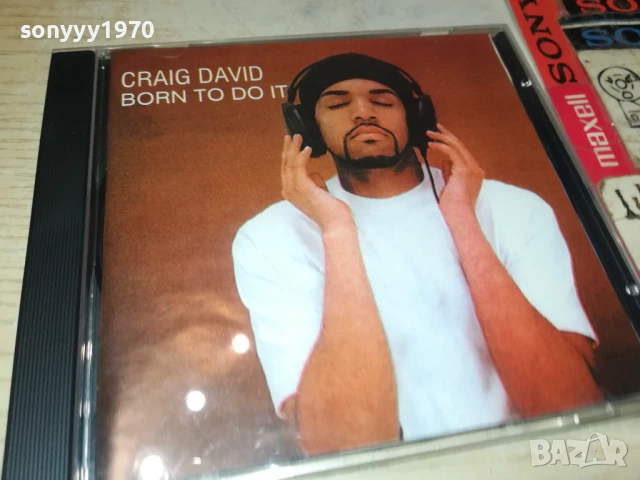 sonyyy1970
CRAIG DAVID
BORN TO DO IT
SONY
maxell
BAZAR